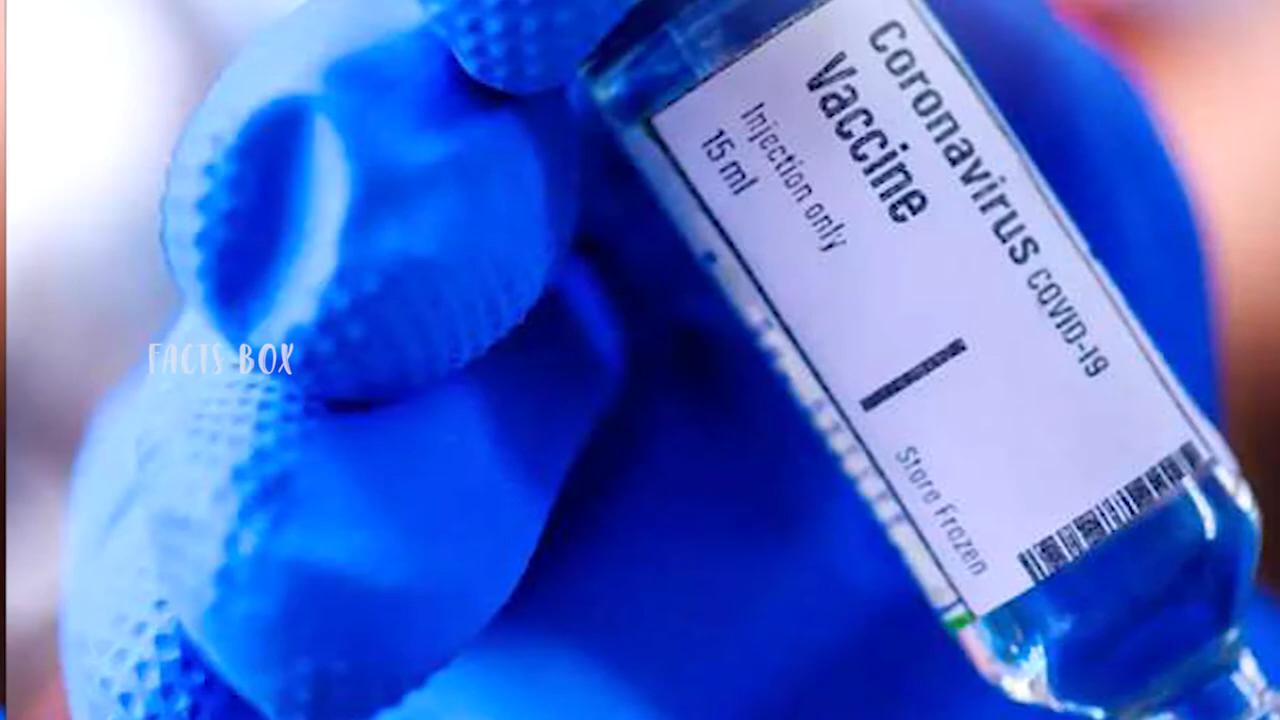 Coronavirus COVID-19
Vaccine
Injection only
15 ml
Store Frozen
FACTS BOX